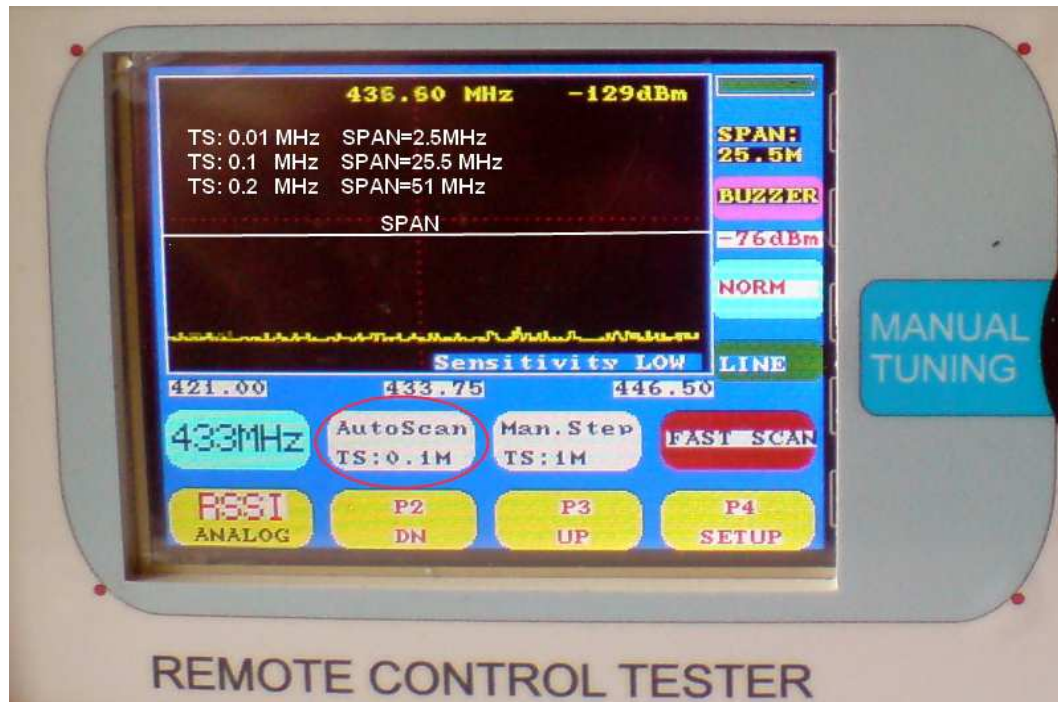 436.50 MHz -129dBm
TS: 0.01 MHz SPAN=2.5MHz
TS: 0.1 MHz SPAN=25.5 MHz
TS: 0.2 MHz SPAN=51 MHz
SPAN
SPAN:
25.5M
BUZZER
-76dBm
NORM
Sensitivity LOW
LINE
421.00 433.75 446.50
433MHz
AutoScan
TS:0.1M
Man.Step
TS:1M
FAST SCAN
RSSI
ANALOG
P2
DN
P3
UP
P4
SETUP
MANUAL
TUNING
REMOTE CONTROL TESTER